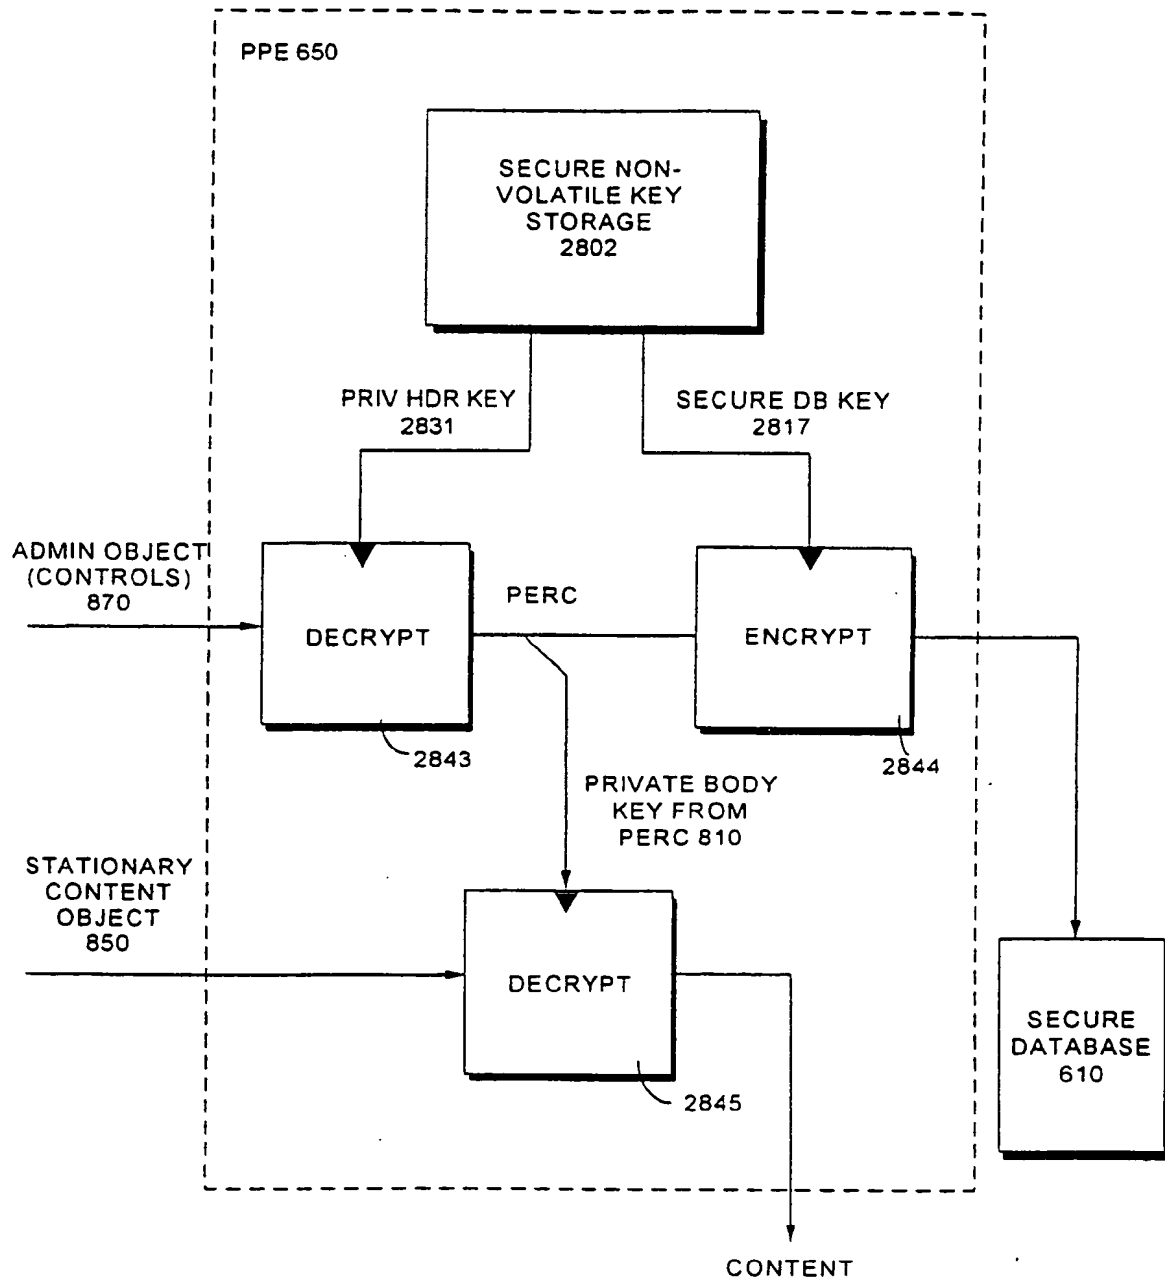 PPE 650
SECURE NON-
VOLATILE KEY
STORAGE
2802
PRIV HDR KEY
2831
SECURE DB KEY
2817
ADMIN OBJECT
(CONTROLS)
870
DECRYPT
PERC
ENCRYPT
2843
2844
PRIVATE BODY
KEY FROM
PERC 810
STATIONARY
CONTENT
OBJECT
850
DECRYPT
2845
SECURE
DATABASE
610
CONTENT